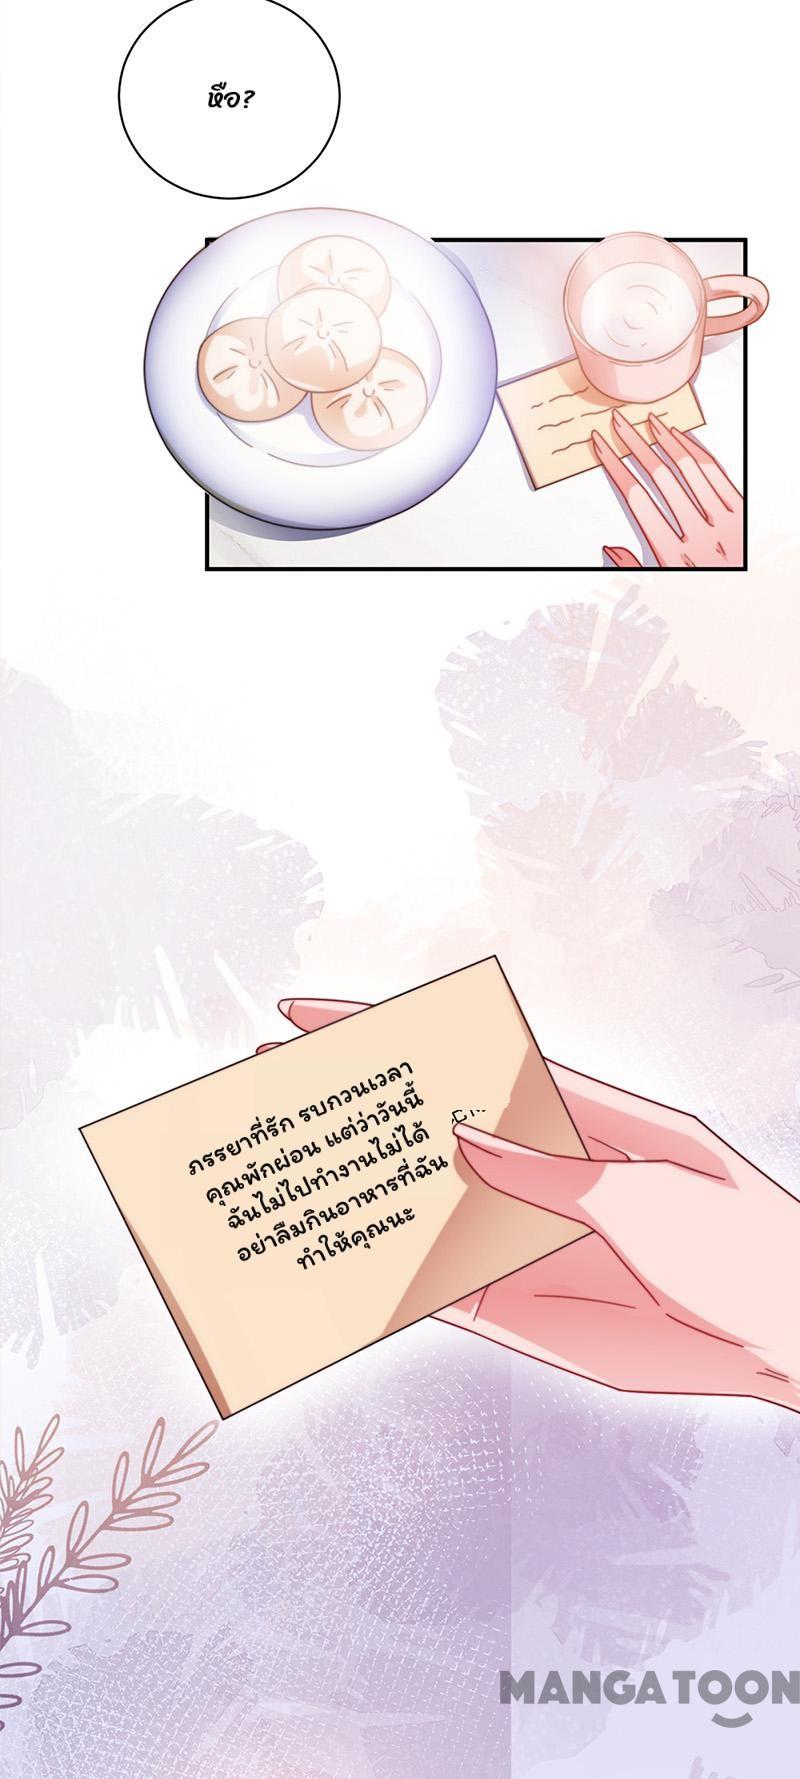 หือ?
ภรรยาที่รัก รบกวนเวลา
คุณพักผ่อน แต่ว่าวันนี้
ฉันไม่ไปทำงานไม่ได้
อย่าลืมกินอาหารที่ฉัน
ทำให้คุณนะ
MANGATOON